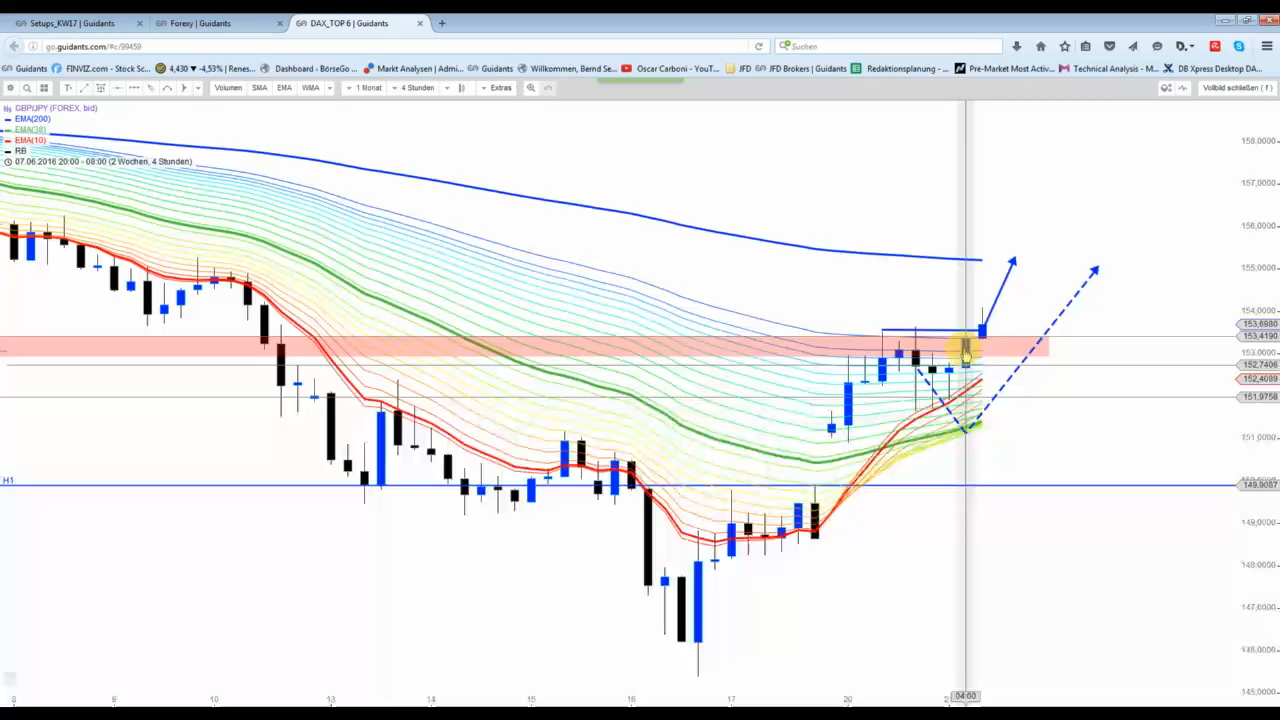 Setups_KW17 | Guidants
Forexy | Guidants
DAX_TOP 6 | Guidants
go.guidants.com/#c/99459
Suchen
Guidants
FINVIZ.com - Stock Sc...
4,430 ▼ -4,53% | Renes...
Dashboard - BörseGo...
Markt Analysen | Admi...
Guidants
Willkommen, Bernd Se...
Oscar Carboni - YouT...
JFD
JFD Brokers | Guidants
Redaktionsplanung - ...
Pre-Market Most Activ...
Technical Analysis - M...
DB Xpress Desktop DA...
Volumen
SMA
EMA
WMA
1 Monat
4 Stunden
Extras
Vollbild schließen ( f )
GBP/JPY (FOREX, bid)
EMA(200)
EMA(38)
EMA(10)
RB
07.06.2016 20:00 - 08:00 (2 Wochen, 4 Stunden)
158,0000
157,0000
156,0000
155,0000
154,0000
153,6980
153,4190
153,0000
152,7406
152,4089
151,9758
151,0000
H1
149,9087
149,0000
148,0000
147,0000
146,0000
145,0000
8
9
10
13
14
15
16
17
20
04:00